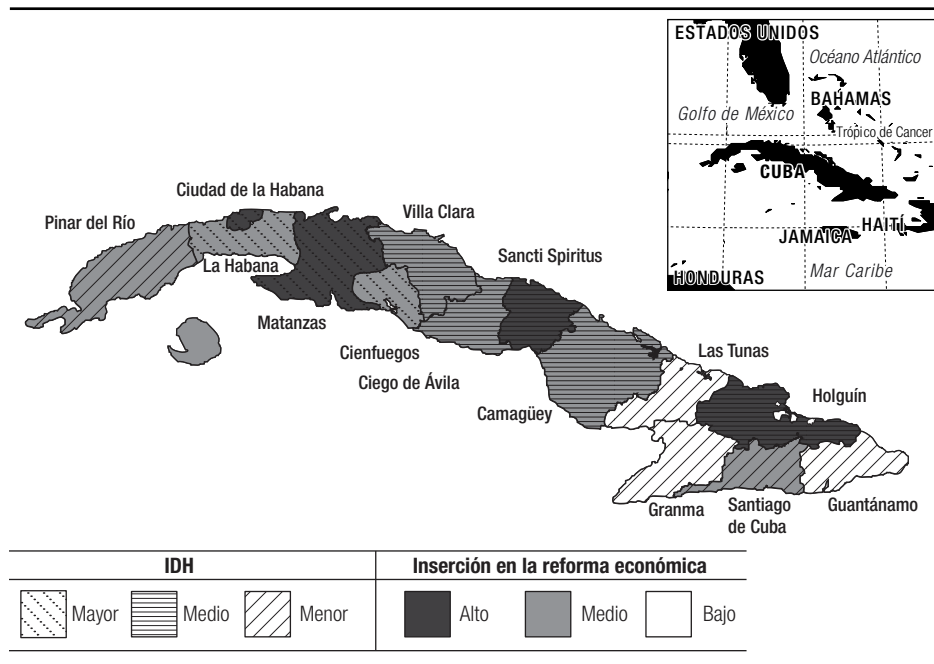 ESTADOS UNIDOS
Océano Atlántico
BAHAMAS
Golfo de México
Trópico de Cancer
CUBA
HAITÍ
JAMAICA
HONDURAS
Mar Caribe
Ciudad de la Habana
Pinar del Río
Villa Clara
La Habana
Sancti Spiritus
Matanzas
Cienfuegos
Ciego de Ávila
Las Tunas
Camagüey
Holguín
Granma
Santiago
de Cuba
Guantánamo
IDH
Inserción en la reforma económica
Mayor
Medio
Menor
Alto
Medio
Bajo